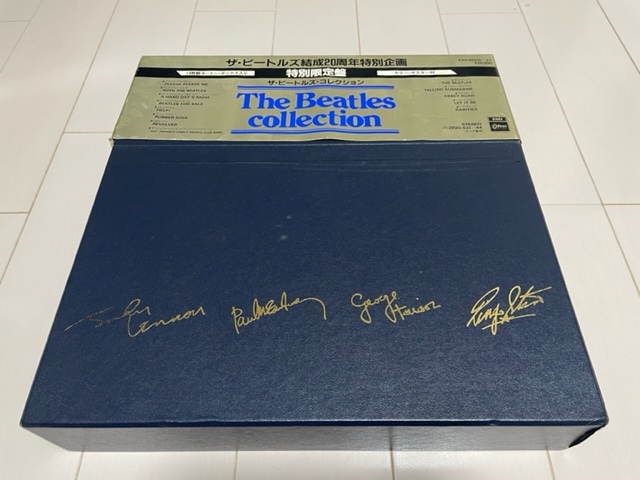 ザ・ビートルズ結成20周年特別企画
特別限定盤
ザ・ビートルズ・コレクション
The Beatles
collection
PLEASE PLEASE ME
WITH THE BEATLES
A HARD DAY'S NIGHT
BEATLES FOR SALE
HELP!
RUBBER SOUL
REVOLVER
THE BEATLES
YELLOW SUBMARINE
ABBEY ROAD
LET IT BE
RARITIES
STEREO
John Lennon
Paul McCartney
George Harrison
Ringo Starr